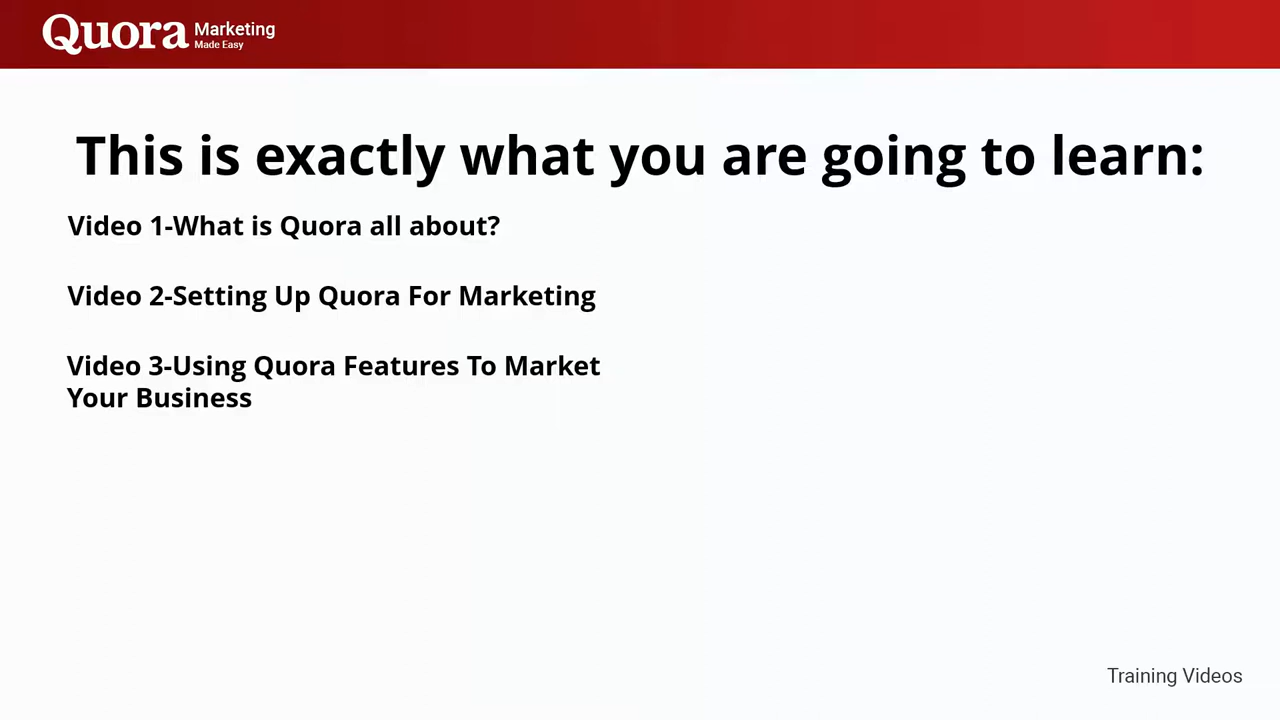 Quora Marketing
Made Easy
This is exactly what you are going to learn:
Video 1-What is Quora all about?
Video 2-Setting Up Quora For Marketing
Video 3-Using Quora Features To Market
Your Business
Training Videos